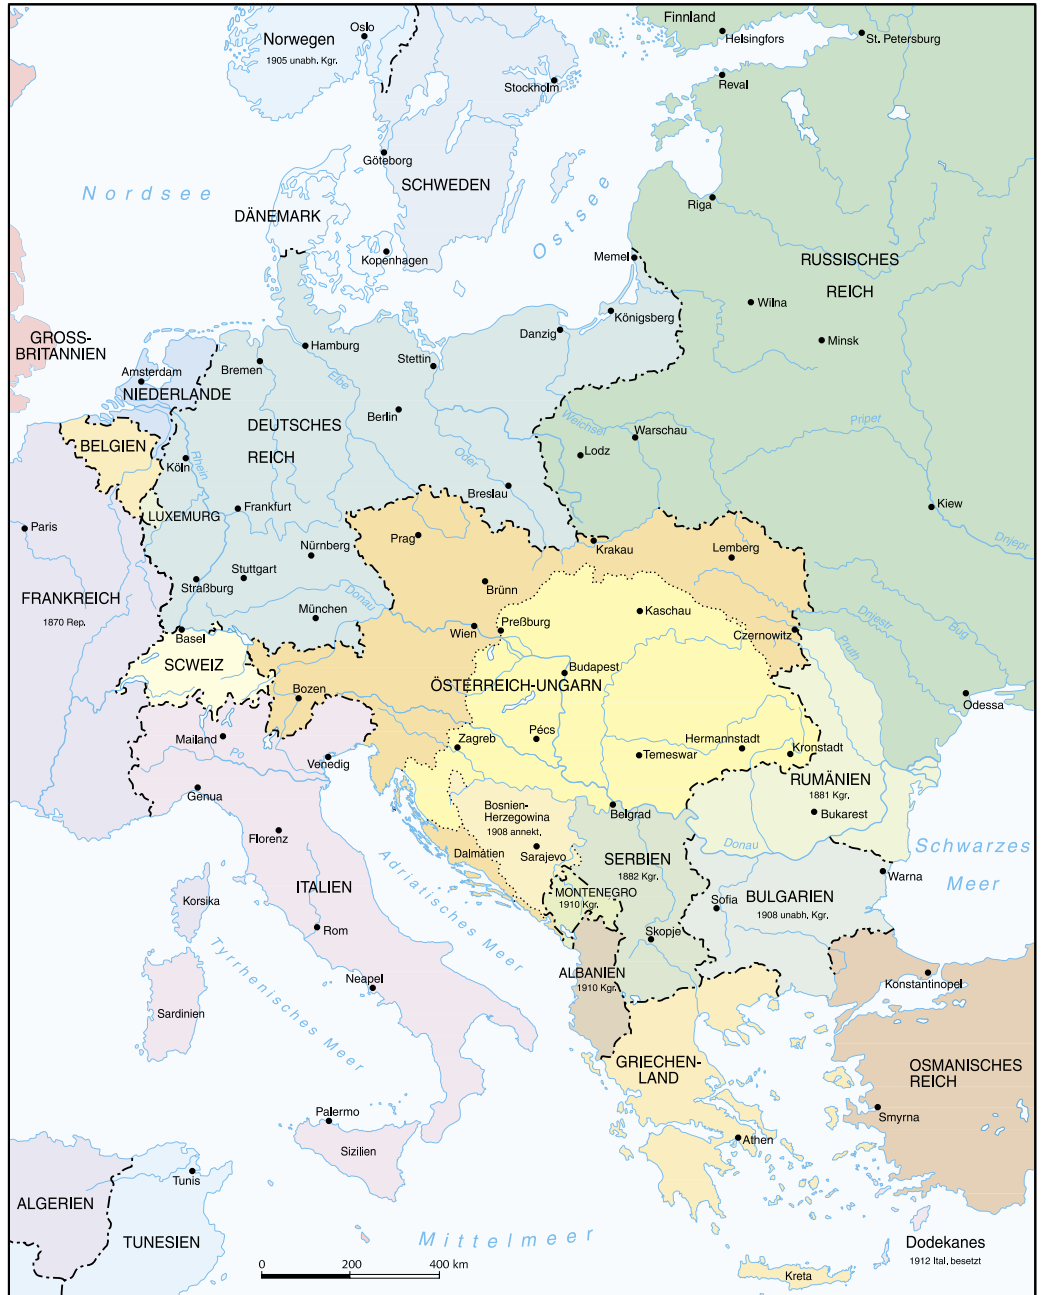 Oslo
Finnland
Norwegen
1905 unabh. Kgr.
Helsingfors
St. Petersburg
Stockholm
Reval
Göteborg
SCHWEDEN
Nordsee
Ostsee
Riga
DÄNEMARK
Kopenhagen
Memel
RUSSISCHES
REICH
Wilna
Königsberg
Danzig
Minsk
GROSS-
BRITANNIEN
Hamburg
Stettin
Bremen
Amsterdam
NIEDERLANDE
Elbe
Berlin
DEUTSCHES
REICH
Weichsel
Warschau
Pripet
BELGIEN
Köln
Rhein
Oder
Lodz
Breslau
LUXEMURG
Frankfurt
Kiew
Paris
Prag
Nürnberg
Krakau
Lemberg
Dnjepr
Straßburg
Stuttgart
Brünn
FRANKREICH
1870 Rep.
München
Donau
Kaschau
Dnjestr
Bug
Basel
Wien
Preßburg
Czernowitz
Pruth
SCWEIZ
Budapest
Bozen
ÖSTERREICH-UNGARN
Odessa
Mailand
Po
Venedig
Zagreb
Pécs
Temeswar
Hermannstadt
Kronstadt
RUMÄNIEN
1881 Kgr.
Genua
Bosnien-
Herzegowina
1908 annekt.
Belgrad
Bukarest
Florenz
Dalmatien
Sarajevo
SERBIEN
1882 Kgr.
Donau
Schwarzes
Meer
Warna
ITALIEN
Adriatisches Meer
MONTENEGRO
1910 Kgr.
BULGARIEN
1908 unabh. Kgr.
Sofia
Korsika
Rom
Skopje
Tyrrhenisches Meer
Neapel
ALBANIEN
1910 Kgr.
Konstantinopel
Sardinien
GRIECHEN-
LAND
OSMANISCHES
REICH
Palermo
Smyrna
Sizilien
Athen
Tunis
ALGERIEN
TUNESIEN
Mittelmeer
Dodekanes
1912 Ital. besetzt
Kreta
0 200 400 km